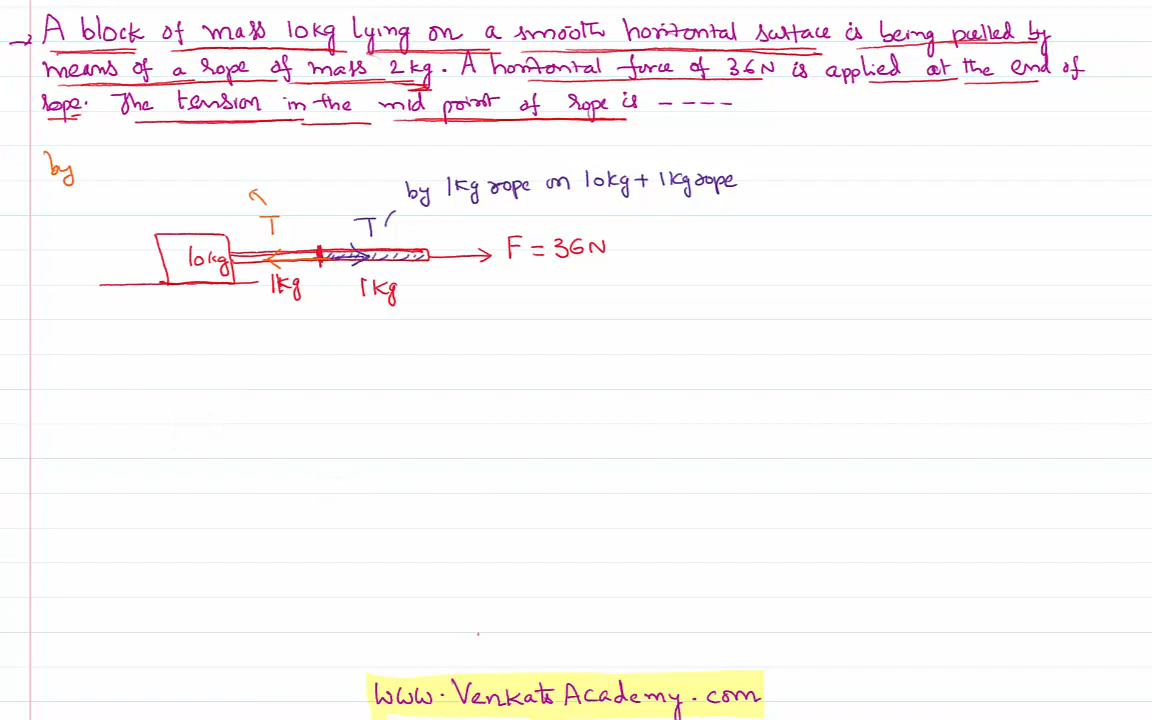 → A block of mass 10kg lying on a smooth horizontal surface is being pulled by
means of a rope of mass 2kg. A horizontal force of 36N is applied at the end of
rope. The tension in the mid point of rope is ----
by
by 1kg rope on 10kg + 1kg rope
T T
10kg F = 36N
1kg 1kg
www.VenkatsAcademy.com